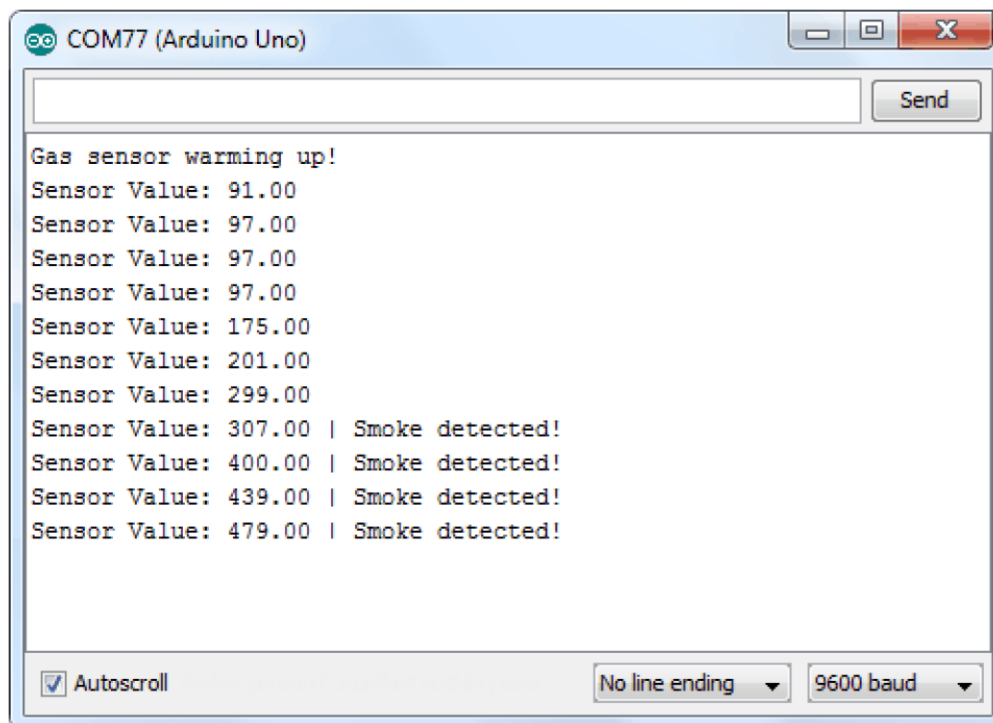 COM77 (Arduino Uno)
Send
Gas sensor warming up!
Sensor Value: 91.00
Sensor Value: 97.00
Sensor Value: 97.00
Sensor Value: 97.00
Sensor Value: 175.00
Sensor Value: 201.00
Sensor Value: 299.00
Sensor Value: 307.00 | Smoke detected!
Sensor Value: 400.00 | Smoke detected!
Sensor Value: 439.00 | Smoke detected!
Sensor Value: 479.00 | Smoke detected!
Autoscroll No line ending 9600 baud